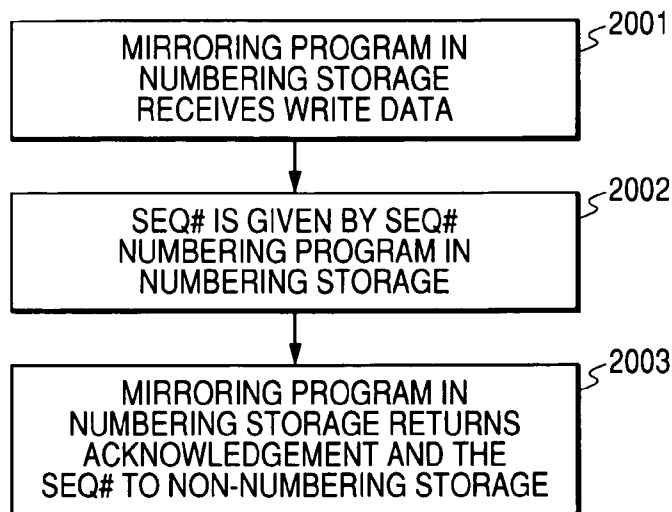 2001
MIRRORING PROGRAM IN
NUMBERING STORAGE
RECEIVES WRITE DATA
2002
SEQ# IS GIVEN BY SEQ#
NUMBERING PROGRAM IN
NUMBERING STORAGE
2003
MIRRORING PROGRAM IN
NUMBERING STORAGE RETURNS
ACKNOWLEDGEMENT AND THE
SEQ# TO NON-NUMBERING STORAGE